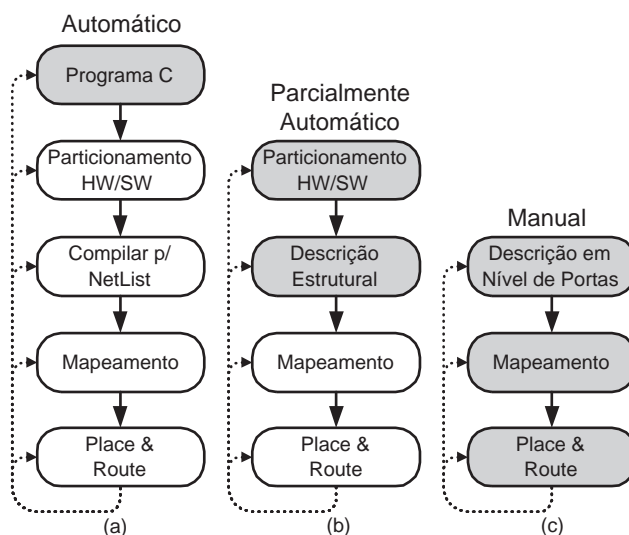 Automático
Programa C
Particionamento
HW/SW
Compilar p/
NetList
Mapeamento
Place &
Route
(a)
Parcialmente
Automático
Particionamento
HW/SW
Descrição
Estrutural
Mapeamento
Place &
Route
(b)
Manual
Descrição em
Nível de Portas
Mapeamento
Place &
Route
(c)